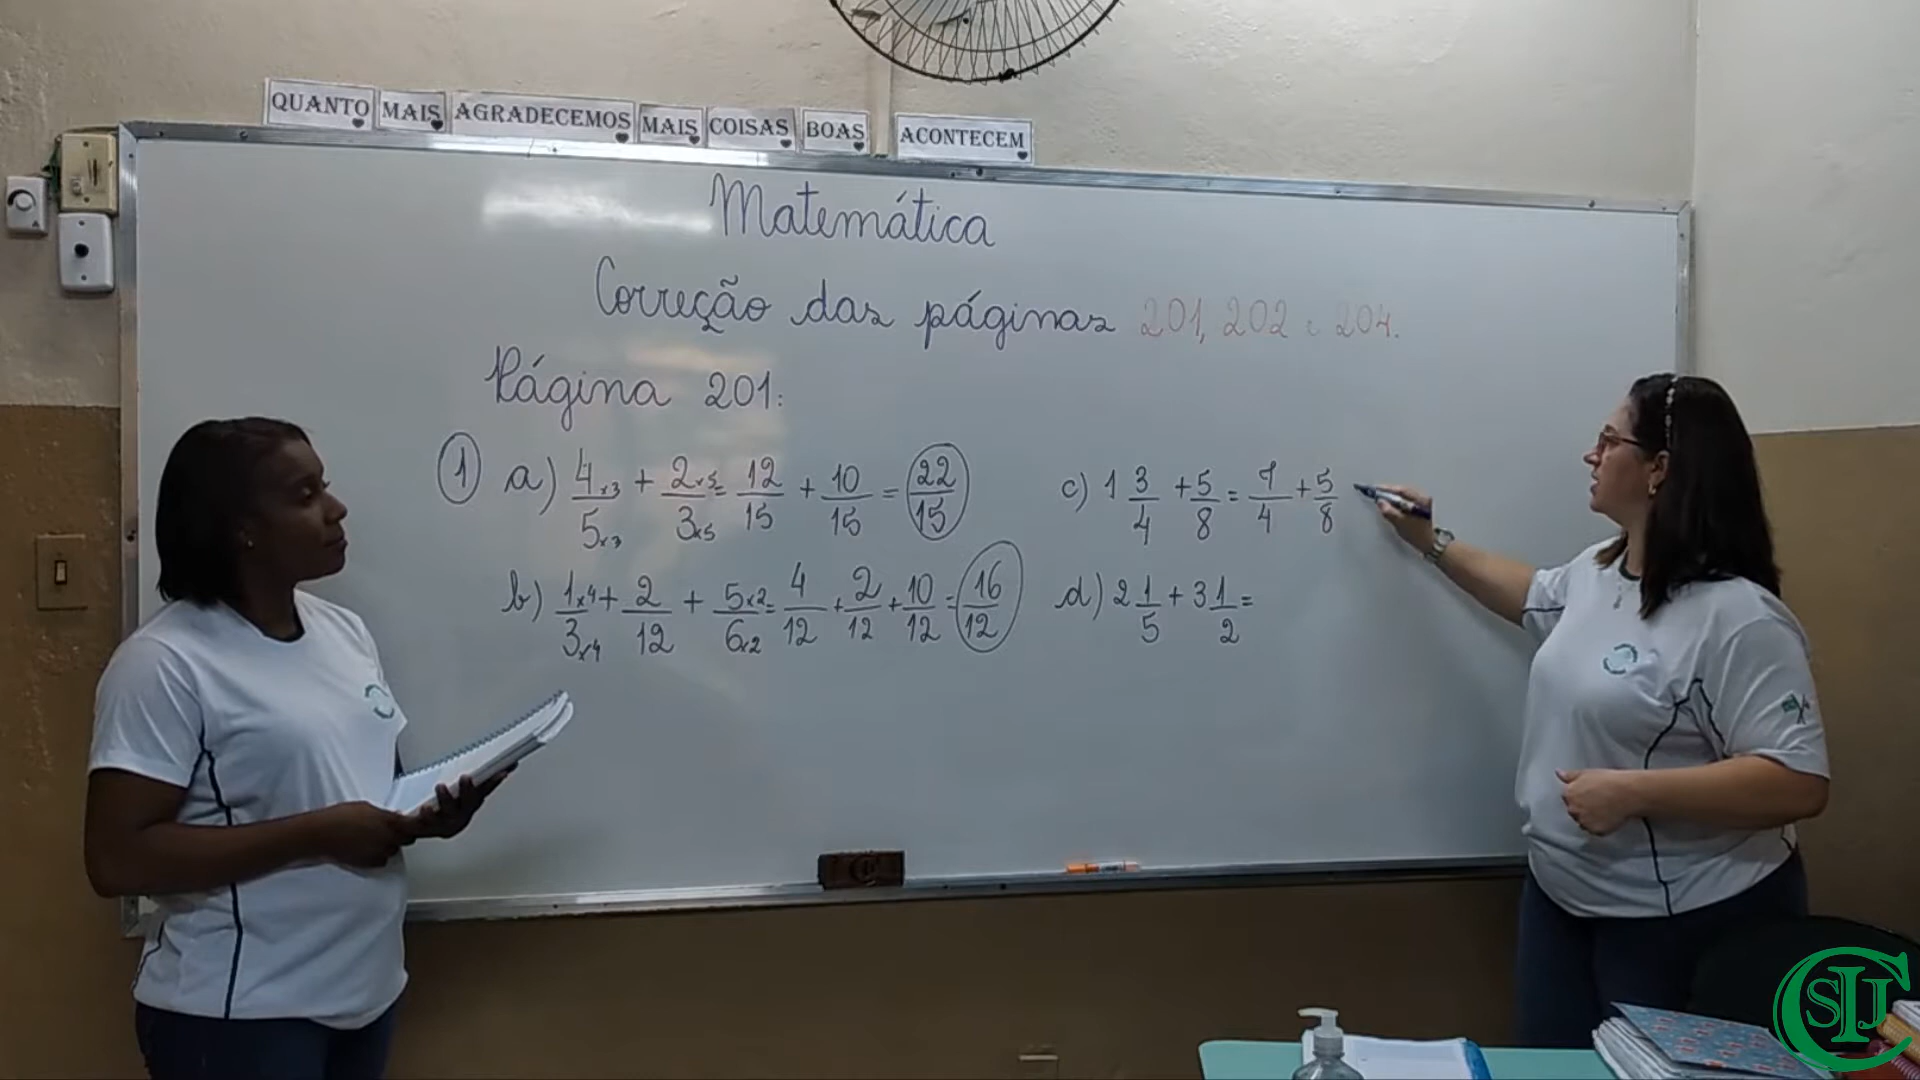 QUANTO MAIS AGRADECEMOS MAIS COISAS BOAS ACONTECEM
Matemática
Correção das páginas 201, 202 e 204.
Página 201:
1 a) 4x3/5x3 + 2x5/3x5 = 12/15 + 10/15 = 22/15
b) 1x4/3x4 + 2/12 + 5x2/6x2 = 4/12 + 2/12 + 10/12 = 16/12
c) 1 3/4 + 5/8 = 7/4 + 5/8
d) 2 1/5 + 3 1/2 =
CSIJ